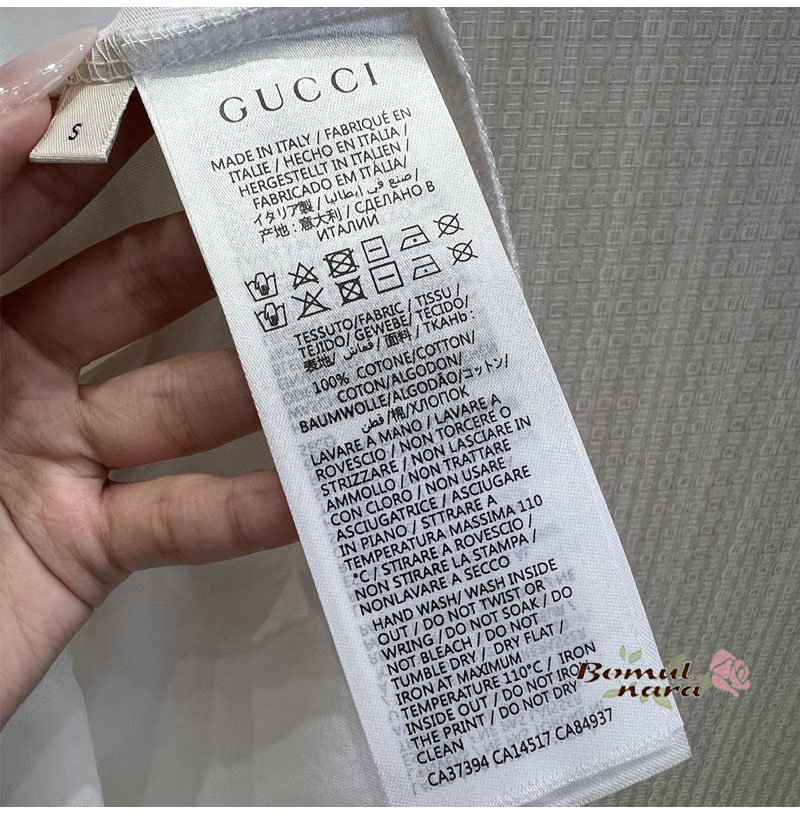 S
GUCCI
MADE IN ITALY / FABRIQUÉ EN
ITALIE / HECHO EN ITALIA /
HERGESTELLT IN ITALIEN /
FABRICADO EM ITÁLIA /
イタリア製 / صنع في إيطاليا /
产地: 意大利 / СДЕЛАНО В
ИТАЛИИ
TESSUTO/FABRIC / TISSU /
TEJIDO/ GEWEBE/ TECIDO/
表地/ قماش / 面料 / ТКАНЬ:
100% COTONE/COTTON/
COTON/ALGODON/
BAUMWOLLE/ALGODÃO/コットン/
قطن /棉/ХЛОПОК
LAVARE A MANO / LAVARE A
ROVESCIO / NON TORCERE O
STRIZZARE / NON LASCIARE IN
AMMOLLO / NON TRATTARE
CON CLORO / NON USARE
ASCIUGATRICE / ASCIUGARE
IN PIANO / STTRARE A
TEMPERATURA MASSIMA 110
°C / STIRARE A ROVESCIO /
NON STIRARE LA STAMPA /
NONLAVARE A SECCO
HAND WASH/ WASH INSIDE
OUT / DO NOT TWIST OR
WRING / DO NOT SOAK / DO
NOT BLEACH / DO NOT
TUMBLE DRY / DRY FLAT /
IRON AT MAXIMUM
TEMPERATURE 110°C / IRON
INSIDE OUT / DO NOT IRON
THE PRINT / DO NOT DRY
CLEAN
CA37394 CA14517 CA84937
Bomul
nara